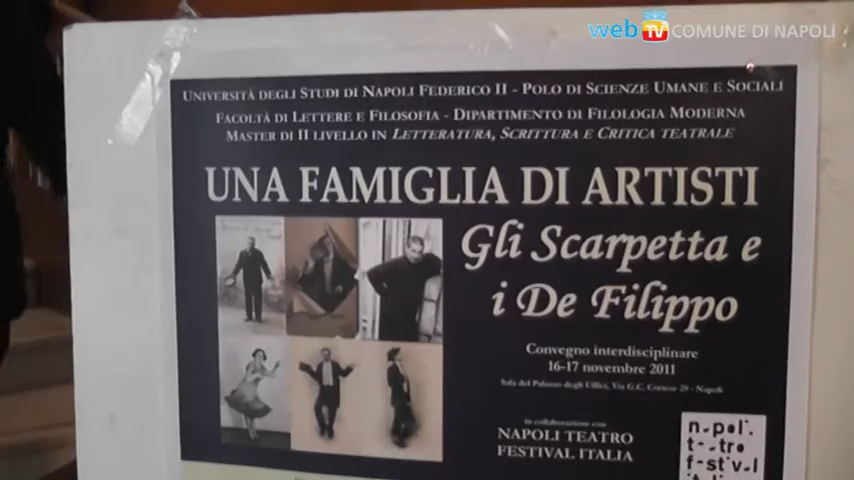 web TV COMUNE DI NAPOLI
UNIVERSITÀ DEGLI STUDI DI NAPOLI FEDERICO II - POLO DI SCIENZE UMANE E SOCIALI
FACOLTÀ DI LETTERE E FILOSOFIA - DIPARTIMENTO DI FILOLOGIA MODERNA
MASTER DI II LIVELLO IN LETTERATURA, SCRITTURA E CRITICA TEATRALE
UNA FAMIGLIA DI ARTISTI
Gli Scarpetta e
i De Filippo
Convegno interdisciplinare
16-17 novembre 2011
Sala del Palazzo degli Uffici, Via G.C. Cortese 29 - Napoli
in collaborazione con
NAPOLI TEATRO
FESTIVAL ITALIA
napoli
teatro
festival